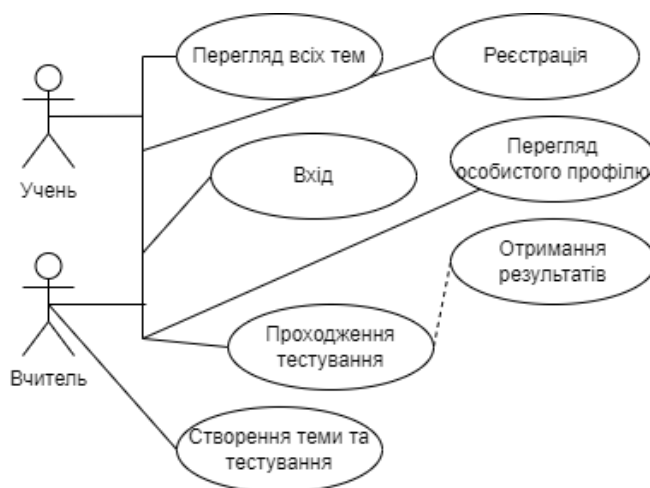 Перегляд всіх тем
Реєстрація
Учень
Вхід
Перегляд
особистого профілю
Отримання
результатів
Вчитель
Проходження
тестування
Створення теми та
тестування